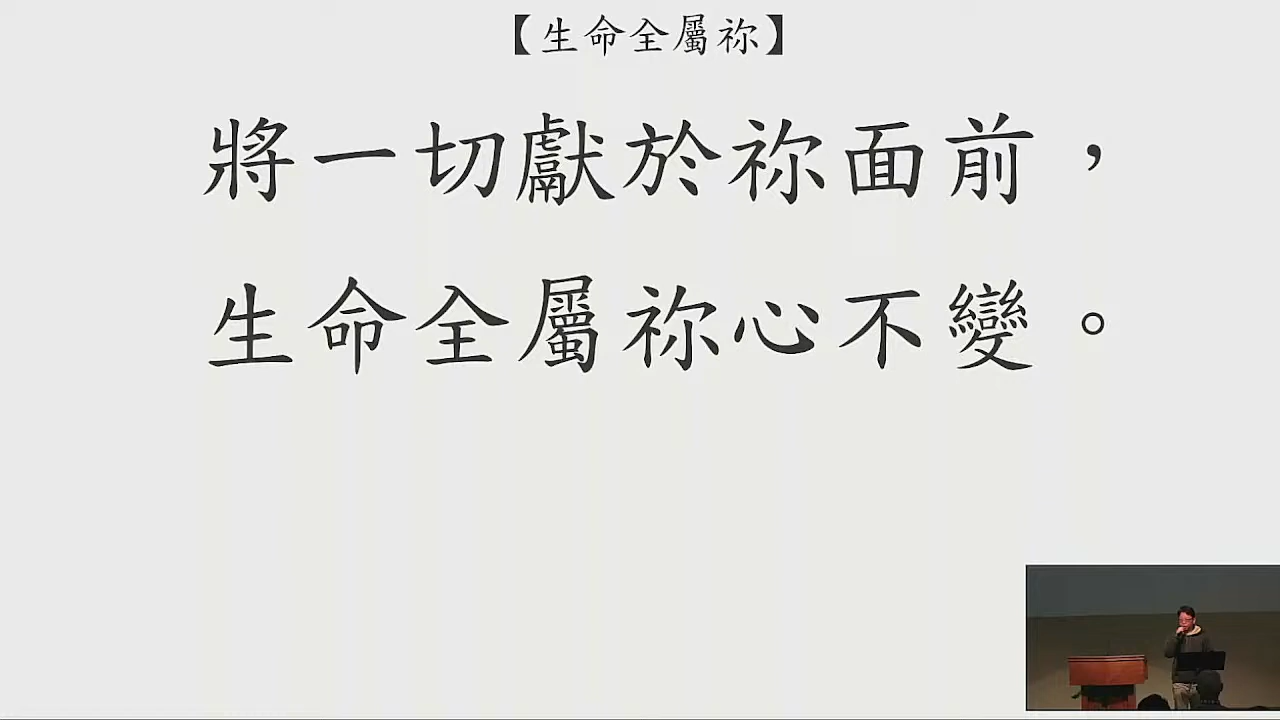 【生命全屬祢】
將一切獻於祢面前，
生命全屬祢心不變。